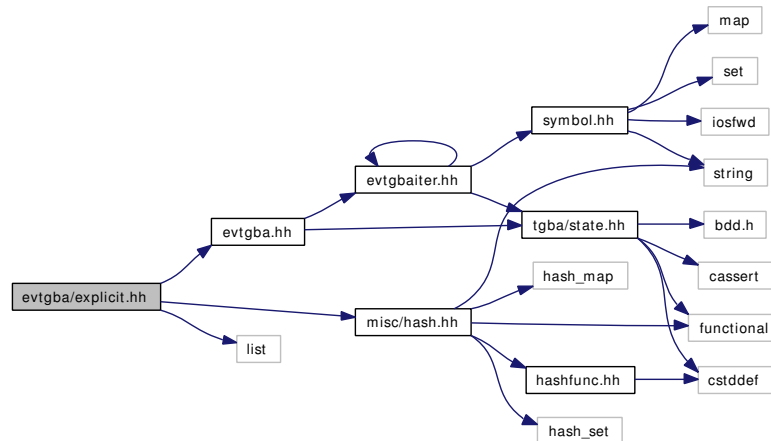 map
set
symbol.hh
iosfwd
evtgbaiter.hh
string
evtgba.hh
tgba/state.hh
bdd.h
hash_map
cassert
evtgba/explicit.hh
misc/hash.hh
functional
list
hashfunc.hh
cstddef
hash_set